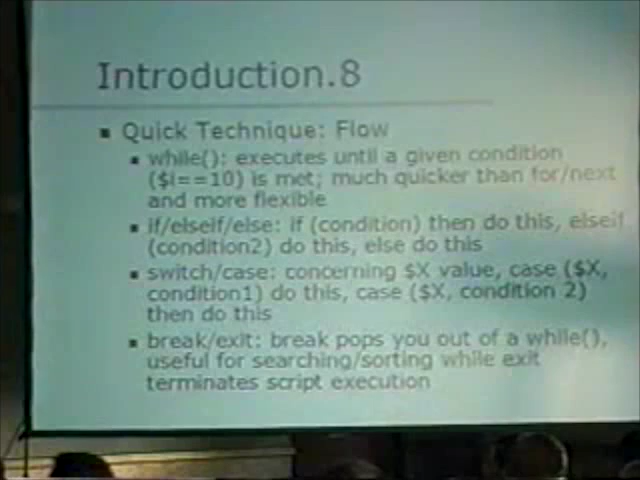 Introduction.8
Quick Technique: Flow
while(): executes until a given condition
($i==10) is met; much quicker than for/next
and more flexible
if/elseif/else: if (condition) then do this, elseif
(condition2) do this, else do this
switch/case: concerning $X value, case ($X,
condition1) do this, case ($X, condition 2)
then do this
break/exit: break pops you out of a while(),
useful for searching/sorting while exit
terminates script execution